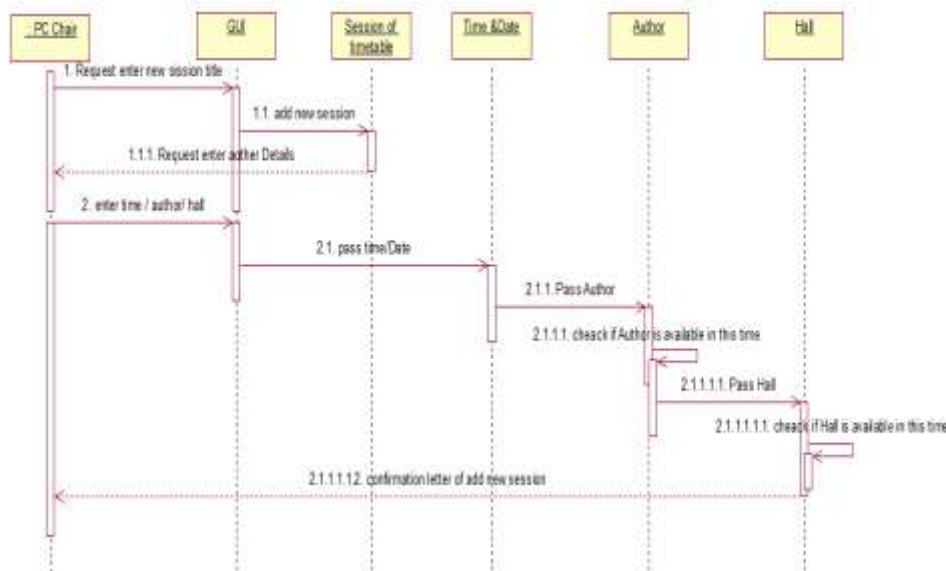 : PC Chair
GUI
Session of
timetable
Time &Date
Author
Hall
1. Request enter new sission title
1.1. add new session
1.1.1. Request enter auther Details
2. enter time / author/ hall
2.1. pass time/Date
2.1.1. Pass Author
2.1.1.1. cheack if Author is available in this time
2.1.1.1.1. Pass Hall
2.1.1.1.1.1. cheack if Hall is available in this time
2.1.1.1.1.2. confirmation letter of add new session